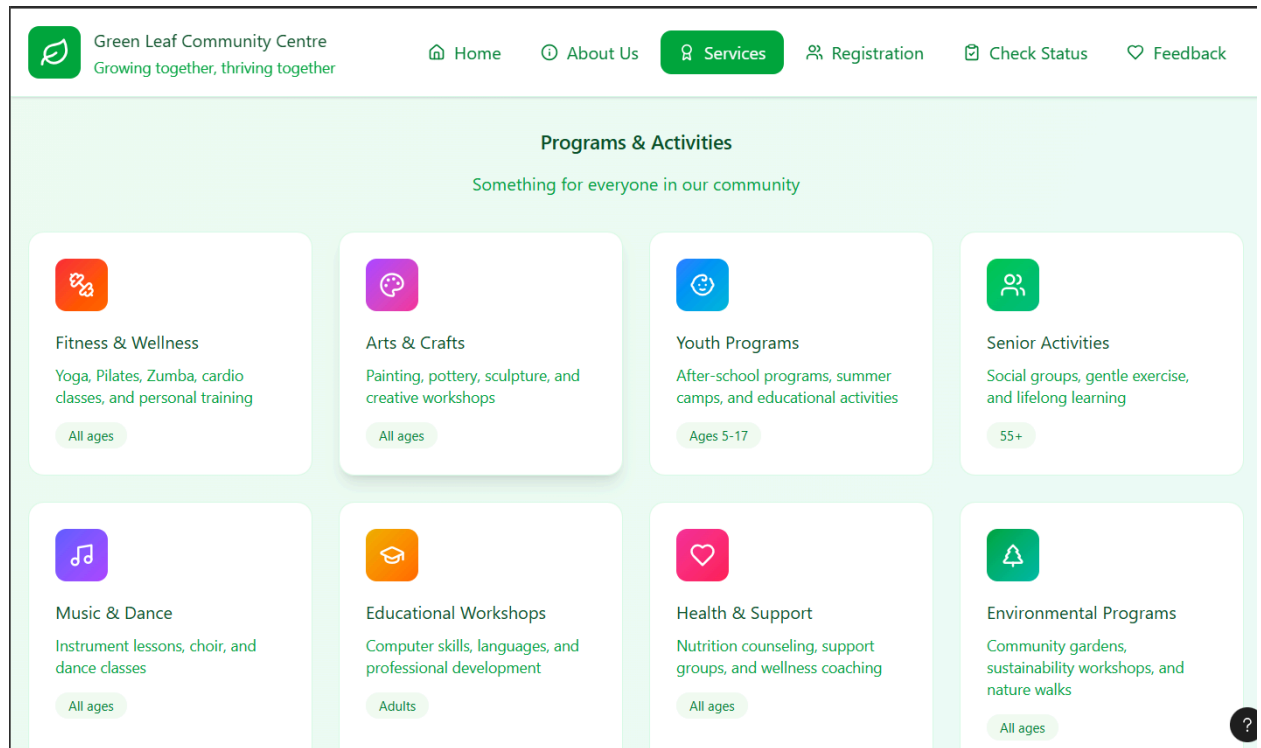 Green Leaf Community Centre
Growing together, thriving together
Home
About Us
Services
Registration
Check Status
Feedback
Programs & Activities
Something for everyone in our community
Fitness & Wellness
Yoga, Pilates, Zumba, cardio
classes, and personal training
All ages
Arts & Crafts
Painting, pottery, sculpture, and
creative workshops
All ages
Youth Programs
After-school programs, summer
camps, and educational activities
Ages 5-17
Senior Activities
Social groups, gentle exercise,
and lifelong learning
55+
Music & Dance
Instrument lessons, choir, and
dance classes
All ages
Educational Workshops
Computer skills, languages, and
professional development
Adults
Health & Support
Nutrition counseling, support
groups, and wellness coaching
All ages
Environmental Programs
Community gardens,
sustainability workshops, and
nature walks
All ages
?